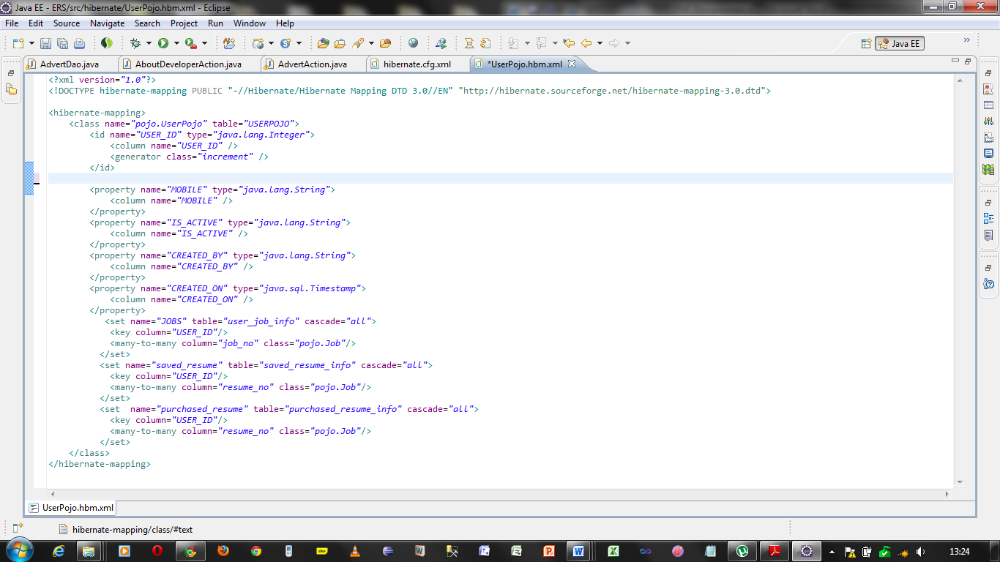 Java EE - ERS/src/hibernate/UserPojo.hbm.xml - Eclipse
File Edit Source Navigate Search Project Run Window Help
Java EE
AdvertDao.java AboutDeveloperAction.java AdvertAction.java hibernate.cfg.xml *UserPojo.hbm.xml
<?xml version="1.0"?>
<!DOCTYPE hibernate-mapping PUBLIC "-//Hibernate/Hibernate Mapping DTD 3.0//EN" "http://hibernate.sourceforge.net/hibernate-mapping-3.0.dtd">
<hibernate-mapping>
<class name="pojo.UserPojo" table="USERPOJO">
<id name="USER_ID" type="java.lang.Integer">
<column name="USER_ID" />
<generator class="increment" />
</id>
<property name="MOBILE" type="java.lang.String">
<column name="MOBILE" />
</property>
<property name="IS_ACTIVE" type="java.lang.String">
<column name="IS_ACTIVE" />
</property>
<property name="CREATED_BY" type="java.lang.String">
<column name="CREATED_BY" />
</property>
<property name="CREATED_ON" type="java.sql.Timestamp">
<column name="CREATED_ON" />
</property>
<set name="JOBS" table="user_job_info" cascade="all">
<key column="USER_ID"/>
<many-to-many column="job_no" class="pojo.Job"/>
</set>
<set name="saved_resume" table="saved_resume_info" cascade="all">
<key column="USER_ID"/>
<many-to-many column="resume_no" class="pojo.Job"/>
</set>
<set  name="purchased_resume" table="purchased_resume_info" cascade="all">
<key column="USER_ID"/>
<many-to-many column="resume_no" class="pojo.Job"/>
</set>
</class>
</hibernate-mapping>
UserPojo.hbm.xml
hibernate-mapping/class/#text
13:24